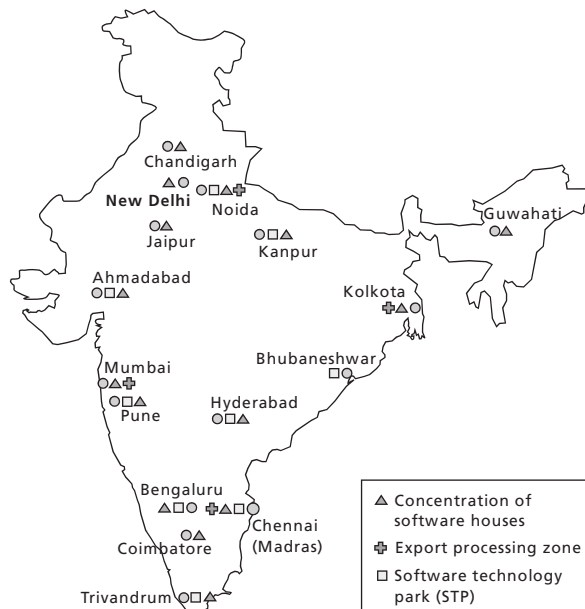 Chandigarh
New Delhi
Noida
Guwahati
Jaipur
Kanpur
Ahmadabad
Kolkota
Bhubaneshwar
Mumbai
Pune
Hyderabad
Bengaluru
Chennai
(Madras)
Coimbatore
Trivandrum
Concentration of
software houses
Export processing zone
Software technology
park (STP)